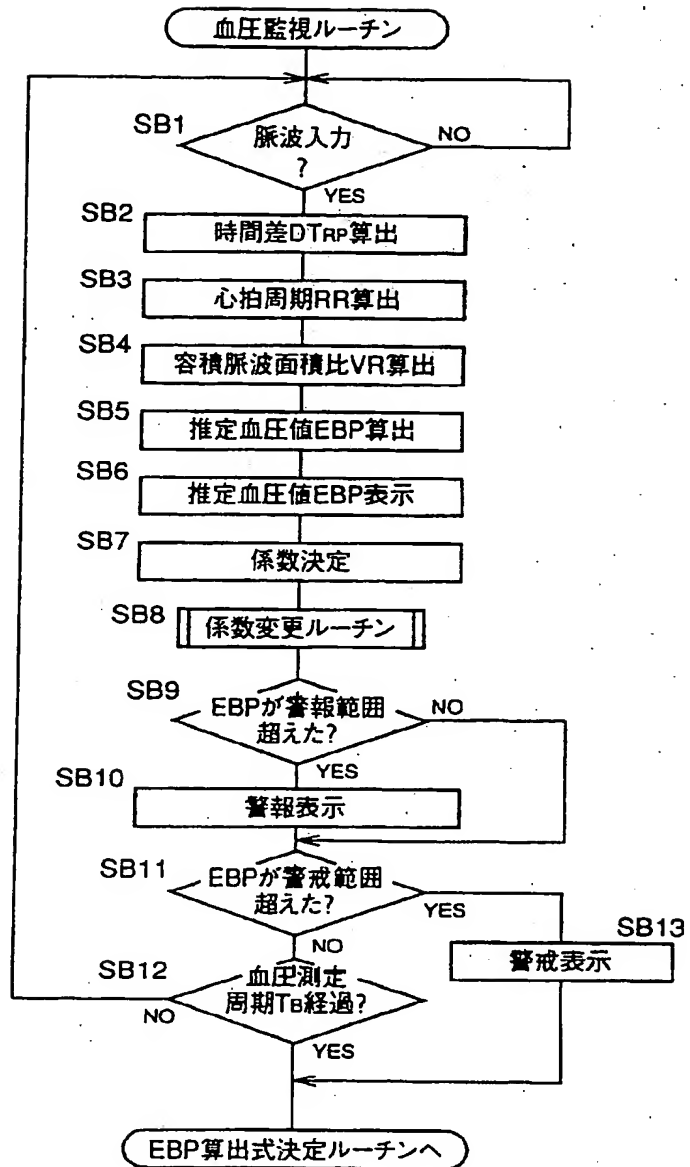 血圧監視ルーチン
SB1
脈波入力
?
NO
YES
SB2
時間差DTRP算出
SB3
心拍周期RR算出
SB4
容積脈波面積比VR算出
SB5
推定血圧値EBP算出
SB6
推定血圧値EBP表示
SB7
係数決定
SB8
係数変更ルーチン
SB9
EBPが警報範囲
超えた?
NO
YES
SB10
警報表示
SB11
EBPが警戒範囲
超えた?
YES
NO
SB13
警戒表示
SB12
血圧測定
周期TB経過?
NO
YES
EBP算出式決定ルーチンへ